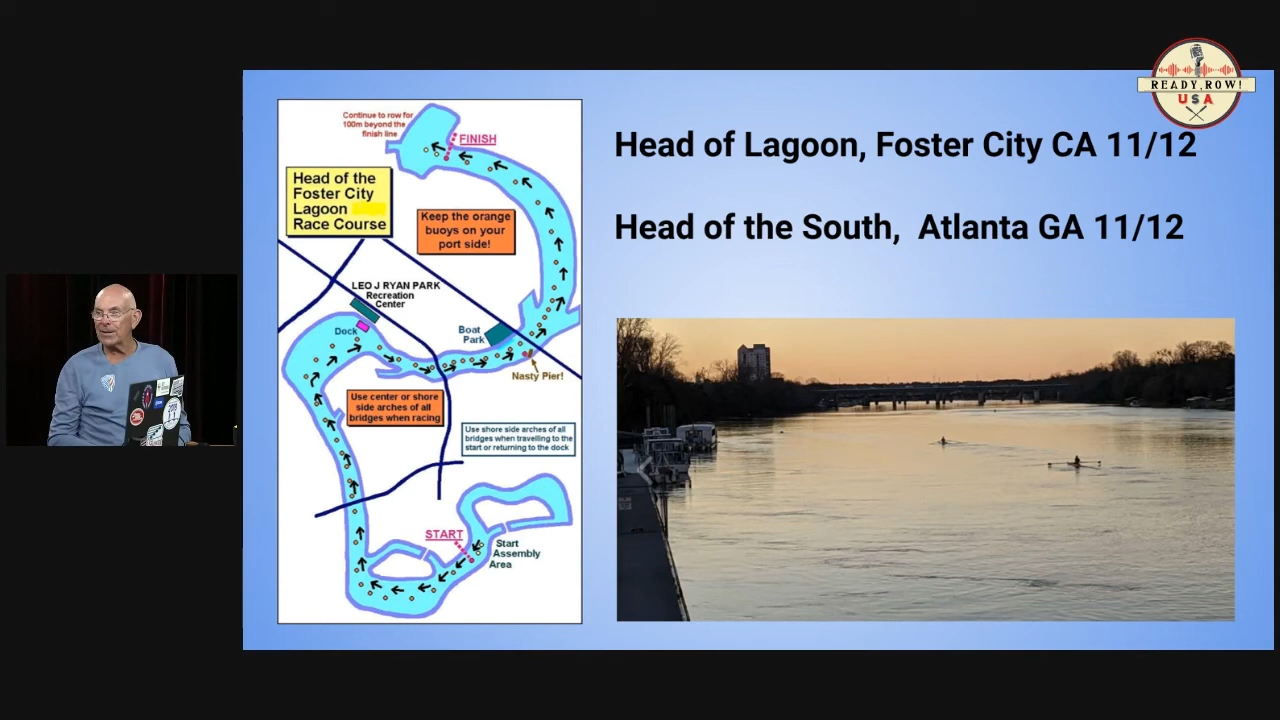 READY, ROW!
USA
Head of Lagoon, Foster City CA 11/12
Head of the South, Atlanta GA 11/12
Continue to row for
100m beyond the
finish line
FINISH
Head of the
Foster City
Lagoon
Race Course
Keep the orange
buoys on your
port side!
LEO J RYAN PARK
Recreation
Center
Dock
Boat
Park
Nasty Pier!
Use center or shore
side arches of all
bridges when racing
Use shore side arches of all
bridges when travelling to the
start or returning to the dock
START
Start
Assembly
Area